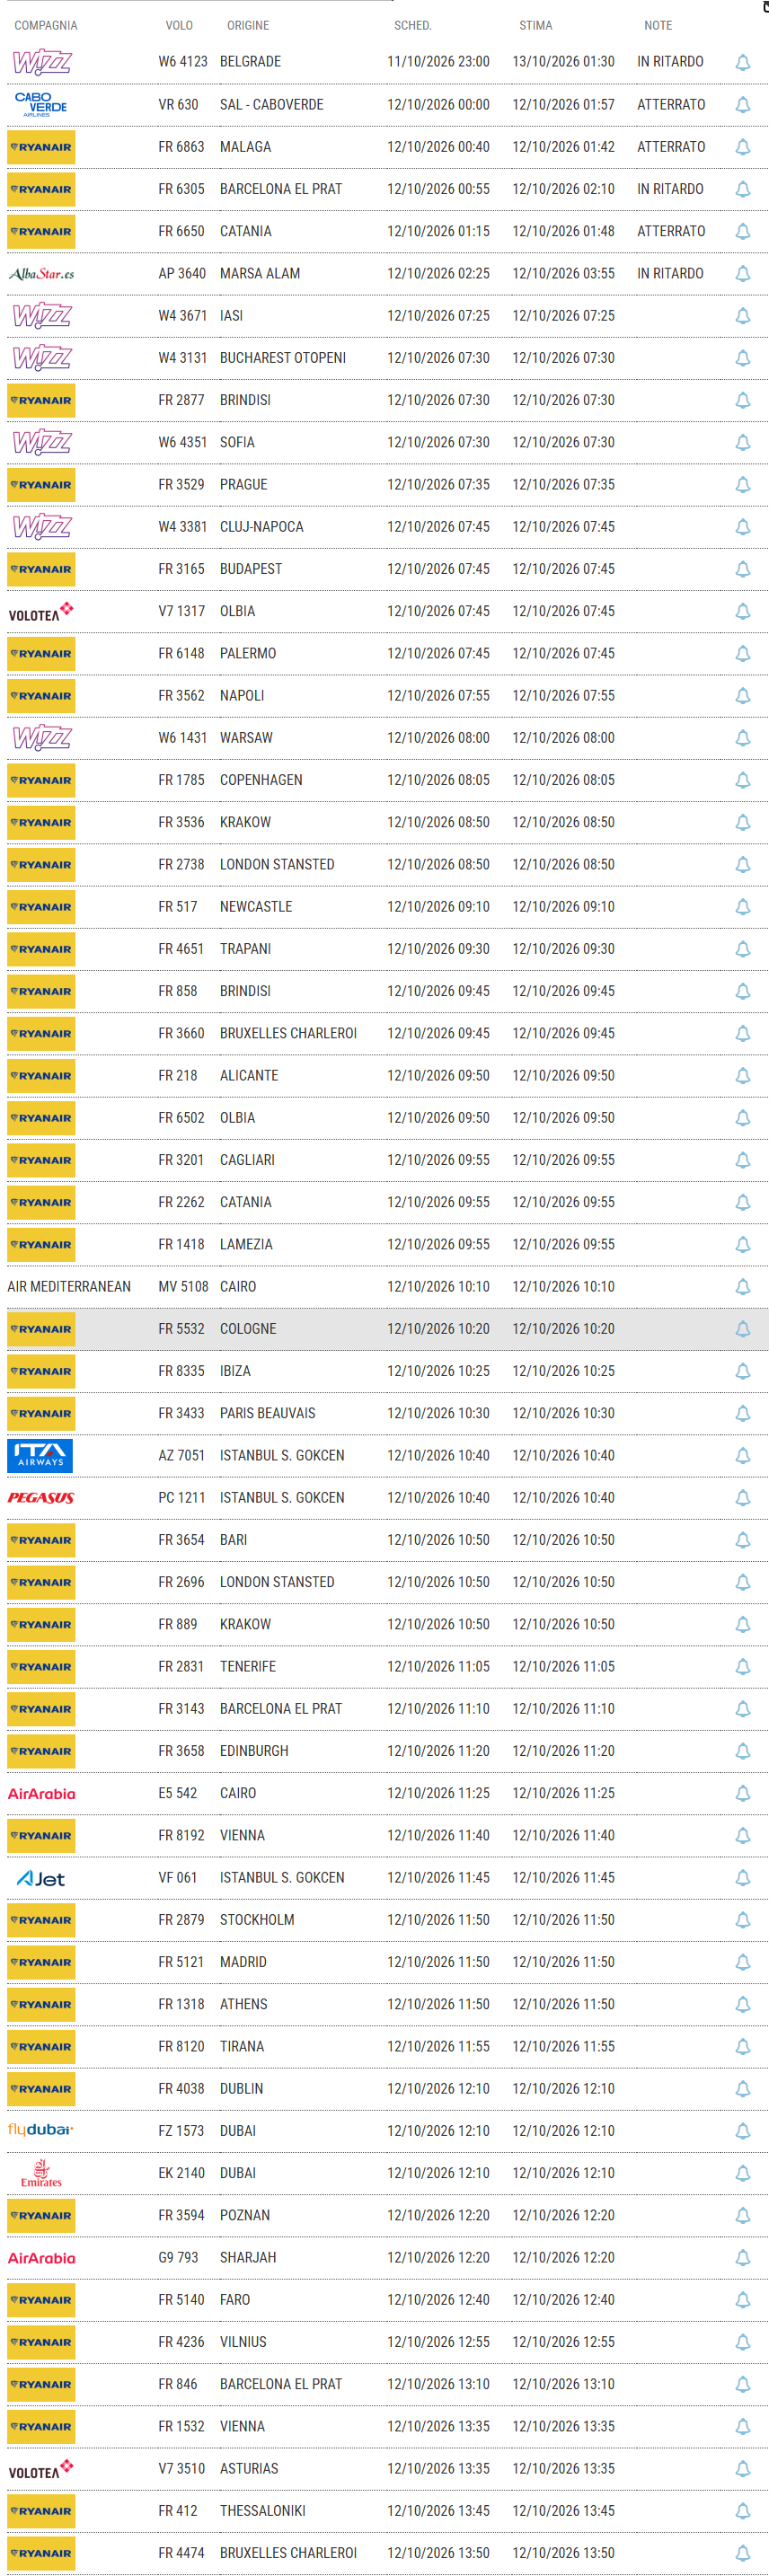 COMPAGNIA VOLO ORIGINE SCHED. STIMA NOTE
WIZZ W6 4123 BELGRADE 11/10/2026 23:00 13/10/2026 01:30 IN RITARDO
CABO VERDE AIRLINES VR 630 SAL - CABOVERDE 12/10/2026 00:00 12/10/2026 01:57 ATTERRATO
RYANAIR FR 6863 MALAGA 12/10/2026 00:40 12/10/2026 01:42 ATTERRATO
RYANAIR FR 6305 BARCELONA EL PRAT 12/10/2026 00:55 12/10/2026 02:10 IN RITARDO
RYANAIR FR 6650 CATANIA 12/10/2026 01:15 12/10/2026 01:48 ATTERRATO
AlbaStar.es AP 3640 MARSA ALAM 12/10/2026 02:25 12/10/2026 03:55 IN RITARDO
WIZZ W4 3671 IASI 12/10/2026 07:25 12/10/2026 07:25
WIZZ W4 3131 BUCHAREST OTOPENI 12/10/2026 07:30 12/10/2026 07:30
RYANAIR FR 2877 BRINDISI 12/10/2026 07:30 12/10/2026 07:30
WIZZ W6 4351 SOFIA 12/10/2026 07:30 12/10/2026 07:30
RYANAIR FR 3529 PRAGUE 12/10/2026 07:35 12/10/2026 07:35
WIZZ W4 3381 CLUJ-NAPOCA 12/10/2026 07:45 12/10/2026 07:45
RYANAIR FR 3165 BUDAPEST 12/10/2026 07:45 12/10/2026 07:45
VOLOTEA V7 1317 OLBIA 12/10/2026 07:45 12/10/2026 07:45
RYANAIR FR 6148 PALERMO 12/10/2026 07:45 12/10/2026 07:45
RYANAIR FR 3562 NAPOLI 12/10/2026 07:55 12/10/2026 07:55
WIZZ W6 1431 WARSAW 12/10/2026 08:00 12/10/2026 08:00
RYANAIR FR 1785 COPENHAGEN 12/10/2026 08:05 12/10/2026 08:05
RYANAIR FR 3536 KRAKOW 12/10/2026 08:50 12/10/2026 08:50
RYANAIR FR 2738 LONDON STANSTED 12/10/2026 08:50 12/10/2026 08:50
RYANAIR FR 517 NEWCASTLE 12/10/2026 09:10 12/10/2026 09:10
RYANAIR FR 4651 TRAPANI 12/10/2026 09:30 12/10/2026 09:30
RYANAIR FR 858 BRINDISI 12/10/2026 09:45 12/10/2026 09:45
RYANAIR FR 3660 BRUXELLES CHARLEROI 12/10/2026 09:45 12/10/2026 09:45
RYANAIR FR 218 ALICANTE 12/10/2026 09:50 12/10/2026 09:50
RYANAIR FR 6502 OLBIA 12/10/2026 09:50 12/10/2026 09:50
RYANAIR FR 3201 CAGLIARI 12/10/2026 09:55 12/10/2026 09:55
RYANAIR FR 2262 CATANIA 12/10/2026 09:55 12/10/2026 09:55
RYANAIR FR 1418 LAMEZIA 12/10/2026 09:55 12/10/2026 09:55
AIR MEDITERRANEAN MV 5108 CAIRO 12/10/2026 10:10 12/10/2026 10:10
RYANAIR FR 5532 COLOGNE 12/10/2026 10:20 12/10/2026 10:20
RYANAIR FR 8335 IBIZA 12/10/2026 10:25 12/10/2026 10:25
RYANAIR FR 3433 PARIS BEAUVAIS 12/10/2026 10:30 12/10/2026 10:30
ITA AIRWAYS AZ 7051 ISTANBUL S. GOKCEN 12/10/2026 10:40 12/10/2026 10:40
PEGASUS PC 1211 ISTANBUL S. GOKCEN 12/10/2026 10:40 12/10/2026 10:40
RYANAIR FR 3654 BARI 12/10/2026 10:50 12/10/2026 10:50
RYANAIR FR 2696 LONDON STANSTED 12/10/2026 10:50 12/10/2026 10:50
RYANAIR FR 889 KRAKOW 12/10/2026 10:50 12/10/2026 10:50
RYANAIR FR 2831 TENERIFE 12/10/2026 11:05 12/10/2026 11:05
RYANAIR FR 3143 BARCELONA EL PRAT 12/10/2026 11:10 12/10/2026 11:10
RYANAIR FR 3658 EDINBURGH 12/10/2026 11:20 12/10/2026 11:20
AirArabia E5 542 CAIRO 12/10/2026 11:25 12/10/2026 11:25
RYANAIR FR 8192 VIENNA 12/10/2026 11:40 12/10/2026 11:40
AJet VF 061 ISTANBUL S. GOKCEN 12/10/2026 11:45 12/10/2026 11:45
RYANAIR FR 2879 STOCKHOLM 12/10/2026 11:50 12/10/2026 11:50
RYANAIR FR 5121 MADRID 12/10/2026 11:50 12/10/2026 11:50
RYANAIR FR 1318 ATHENS 12/10/2026 11:50 12/10/2026 11:50
RYANAIR FR 8120 TIRANA 12/10/2026 11:55 12/10/2026 11:55
RYANAIR FR 4038 DUBLIN 12/10/2026 12:10 12/10/2026 12:10
flydubai FZ 1573 DUBAI 12/10/2026 12:10 12/10/2026 12:10
Emirates EK 2140 DUBAI 12/10/2026 12:10 12/10/2026 12:10
RYANAIR FR 3594 POZNAN 12/10/2026 12:20 12/10/2026 12:20
AirArabia G9 793 SHARJAH 12/10/2026 12:20 12/10/2026 12:20
RYANAIR FR 5140 FARO 12/10/2026 12:40 12/10/2026 12:40
RYANAIR FR 4236 VILNIUS 12/10/2026 12:55 12/10/2026 12:55
RYANAIR FR 846 BARCELONA EL PRAT 12/10/2026 13:10 12/10/2026 13:10
RYANAIR FR 1532 VIENNA 12/10/2026 13:35 12/10/2026 13:35
VOLOTEA V7 3510 ASTURIAS 12/10/2026 13:35 12/10/2026 13:35
RYANAIR FR 412 THESSALONIKI 12/10/2026 13:45 12/10/2026 13:45
RYANAIR FR 4474 BRUXELLES CHARLEROI 12/10/2026 13:50 12/10/2026 13:50